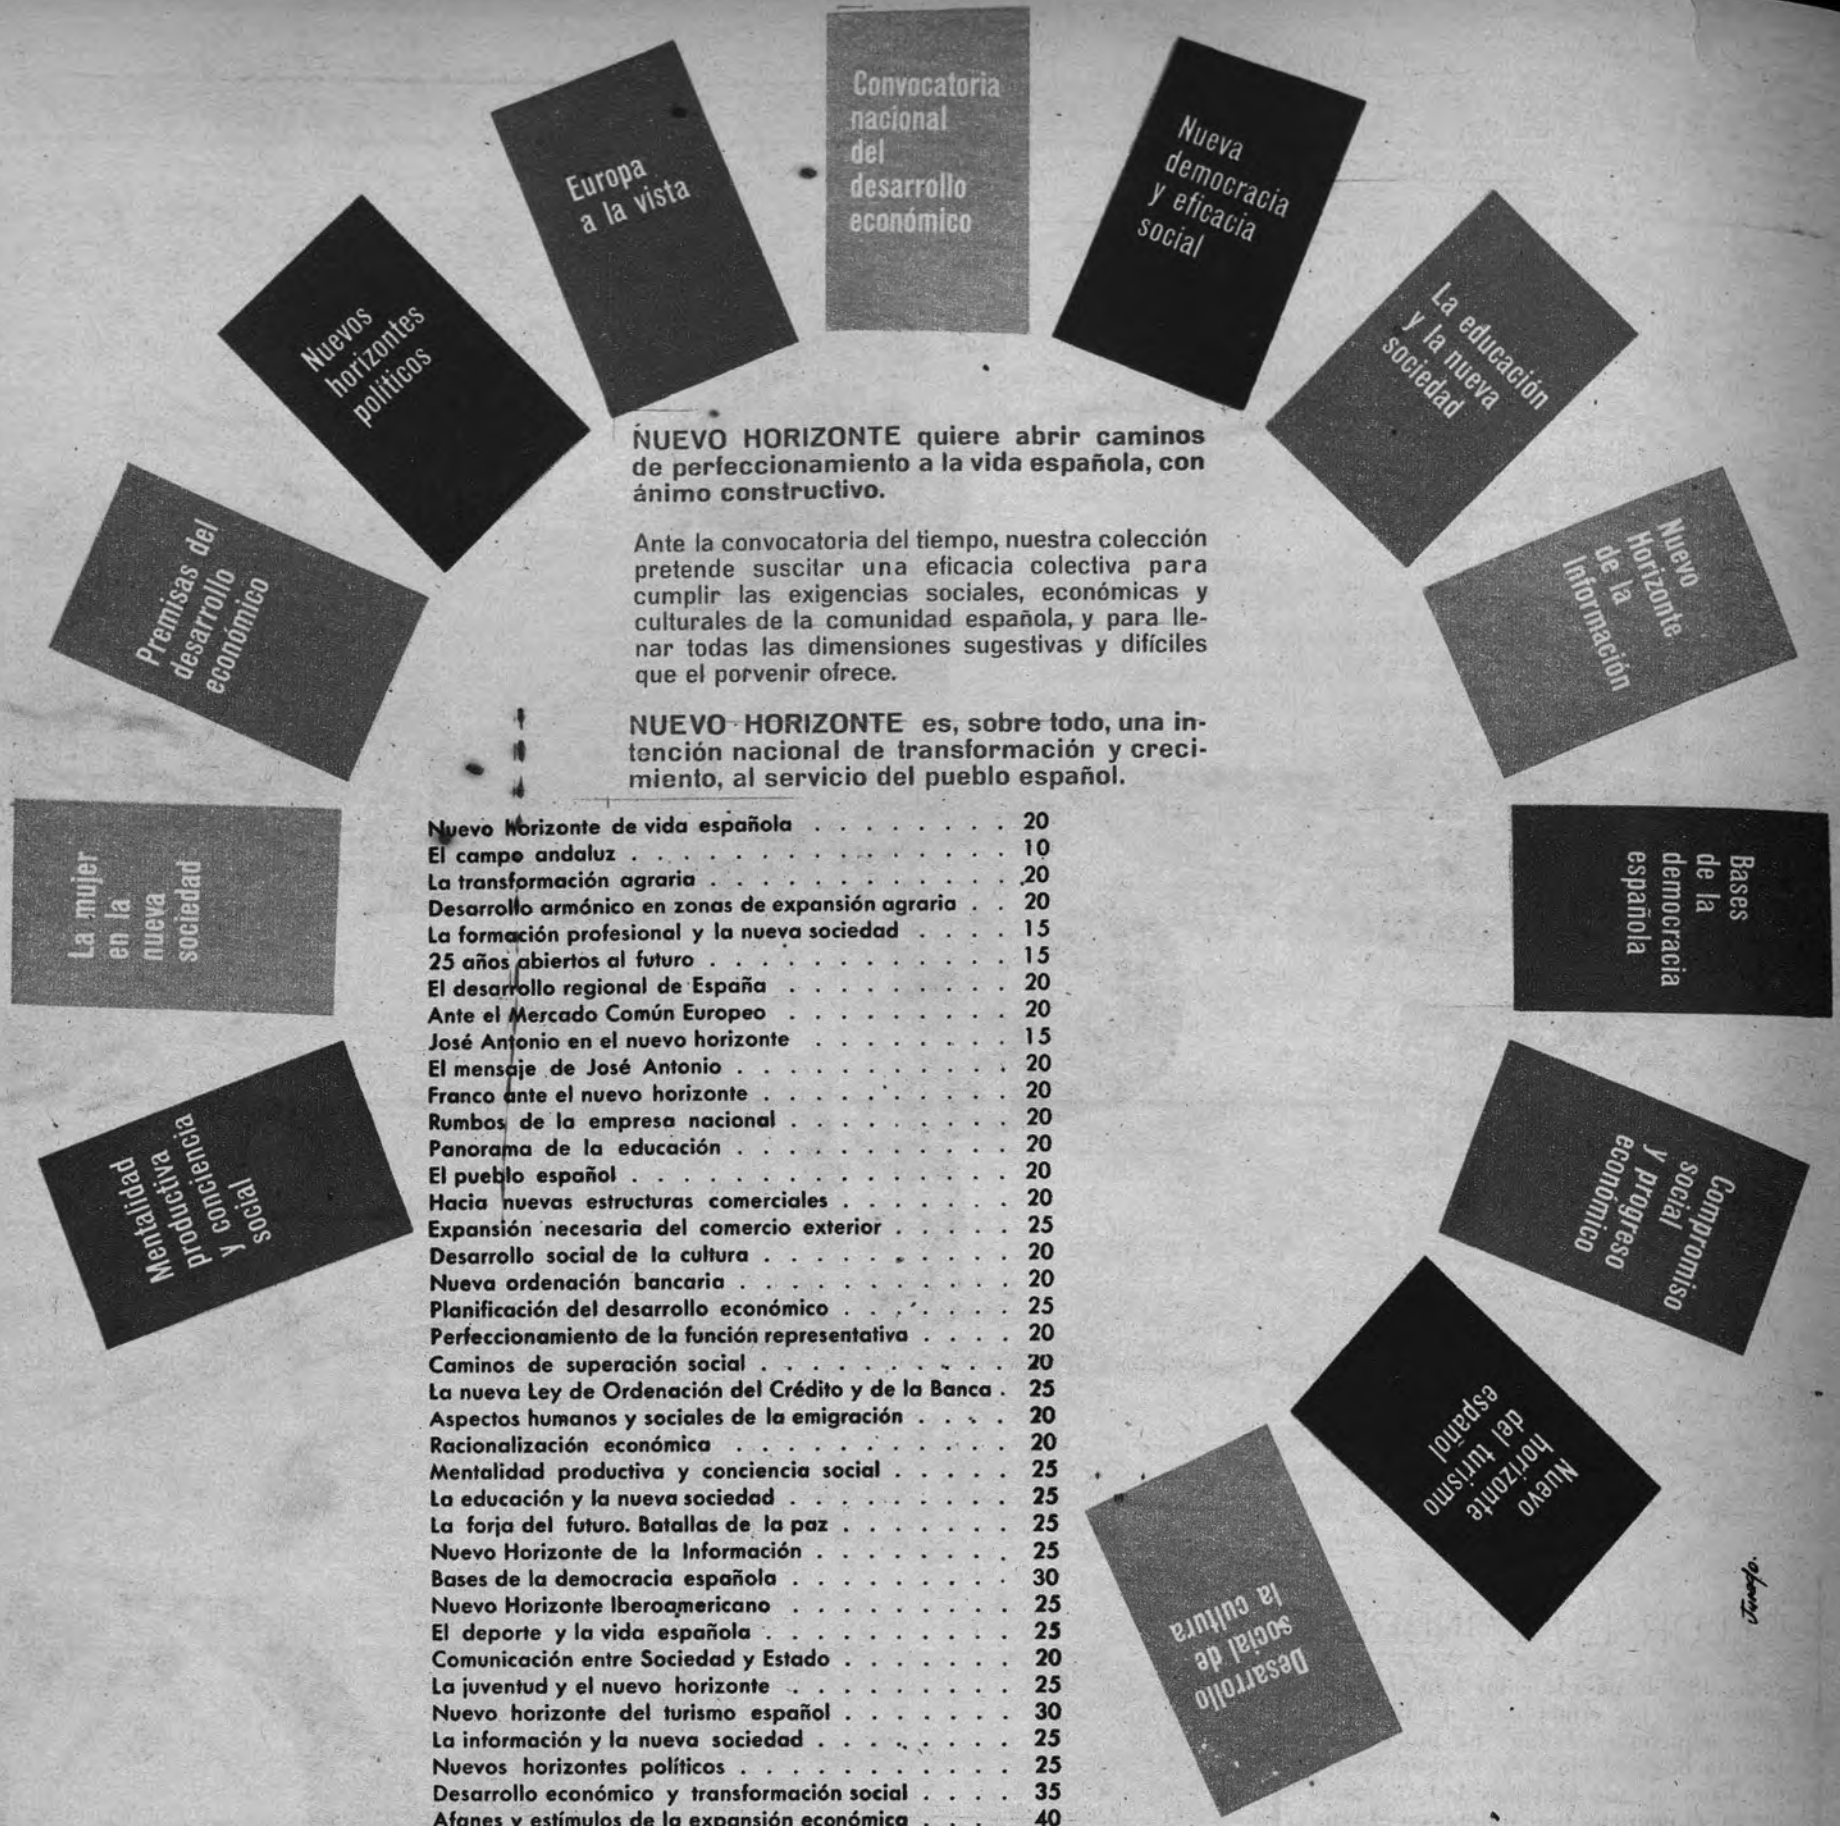 Convocatoria
nacional
del
desarrollo
económico
Nueva
democracia
y eficacia
social
La educación
y la nueva
sociedad
Nuevo
Horizonte
de la
Información
Bases
de la
democracia
española
Compromiso
social
y progreso
económico
Nuevo
horizonte
del turismo
español
Desarrollo
social de
la cultura
Mentalidad
productiva
y conciencia
social
La mujer
en la
nueva
sociedad
Premisas del
desarrollo
económico
Nuevos
horizontes
políticos
Europa
a la vista
NUEVO HORIZONTE quiere abrir caminos
de perfeccionamiento a la vida española, con
ánimo constructivo.
Ante la convocatoria del tiempo, nuestra colección
pretende suscitar una eficacia colectiva para
cumplir las exigencias sociales, económicas y
culturales de la comunidad española, y para lle-
nar todas las dimensiones sugestivas y difíciles
que el porvenir ofrece.
NUEVO HORIZONTE es, sobre todo, una in-
tención nacional de transformación y creci-
miento, al servicio del pueblo español.
Nuevo horizonte de vida española . . . . . . . . 20
El campo andaluz . . . . . . . . . . . . . . 10
La transformación agraria . . . . . . . . . . . . 20
Desarrollo armónico en zonas de expansión agraria . . 20
La formación profesional y la nueva sociedad . . . . 15
25 años abiertos al futuro . . . . . . . . . . . . 15
El desarrollo regional de España . . . . . . . . . 20
Ante el Mercado Común Europeo . . . . . . . . . 20
José Antonio en el nuevo horizonte . . . . . . . . 15
El mensaje de José Antonio . . . . . . . . . . . 20
Franco ante el nuevo horizonte . . . . . . . . . . 20
Rumbos de la empresa nacional . . . . . . . . . 20
Panorama de la educación . . . . . . . . . . . 20
El pueblo español . . . . . . . . . . . . . . . 20
Hacia nuevas estructuras comerciales . . . . . . . 20
Expansión necesaria del comercio exterior . . . . . 25
Desarrollo social de la cultura . . . . . . . . . . 20
Nueva ordenación bancaria . . . . . . . . . . . 20
Planificación del desarrollo económico . . . . . . . 25
Perfeccionamiento de la función representativa . . . . 20
Caminos de superación social . . . . . . . . . . 20
La nueva Ley de Ordenación del Crédito y de la Banca . 25
Aspectos humanos y sociales de la emigración . . . . 20
Racionalización económica . . . . . . . . . . . 20
Mentalidad productiva y conciencia social . . . . . 25
La educación y la nueva sociedad . . . . . . . . . 25
La forja del futuro. Batallas de la paz . . . . . . . 25
Nuevo Horizonte de la Información . . . . . . . . 25
Bases de la democracia española . . . . . . . . . 30
Nuevo Horizonte Iberoamericano . . . . . . . . . 25
El deporte y la vida española . . . . . . . . . . 25
Comunicación entre Sociedad y Estado . . . . . . . 20
La juventud y el nuevo horizonte . . . . . . . . . 25
Nuevo horizonte del turismo español . . . . . . . 30
La información y la nueva sociedad . . . . . . . . 25
Nuevos horizontes políticos . . . . . . . . . . . 25
Desarrollo económico y transformación social . . . . 35
Afanes y estímulos de la expansión económica . . . 40